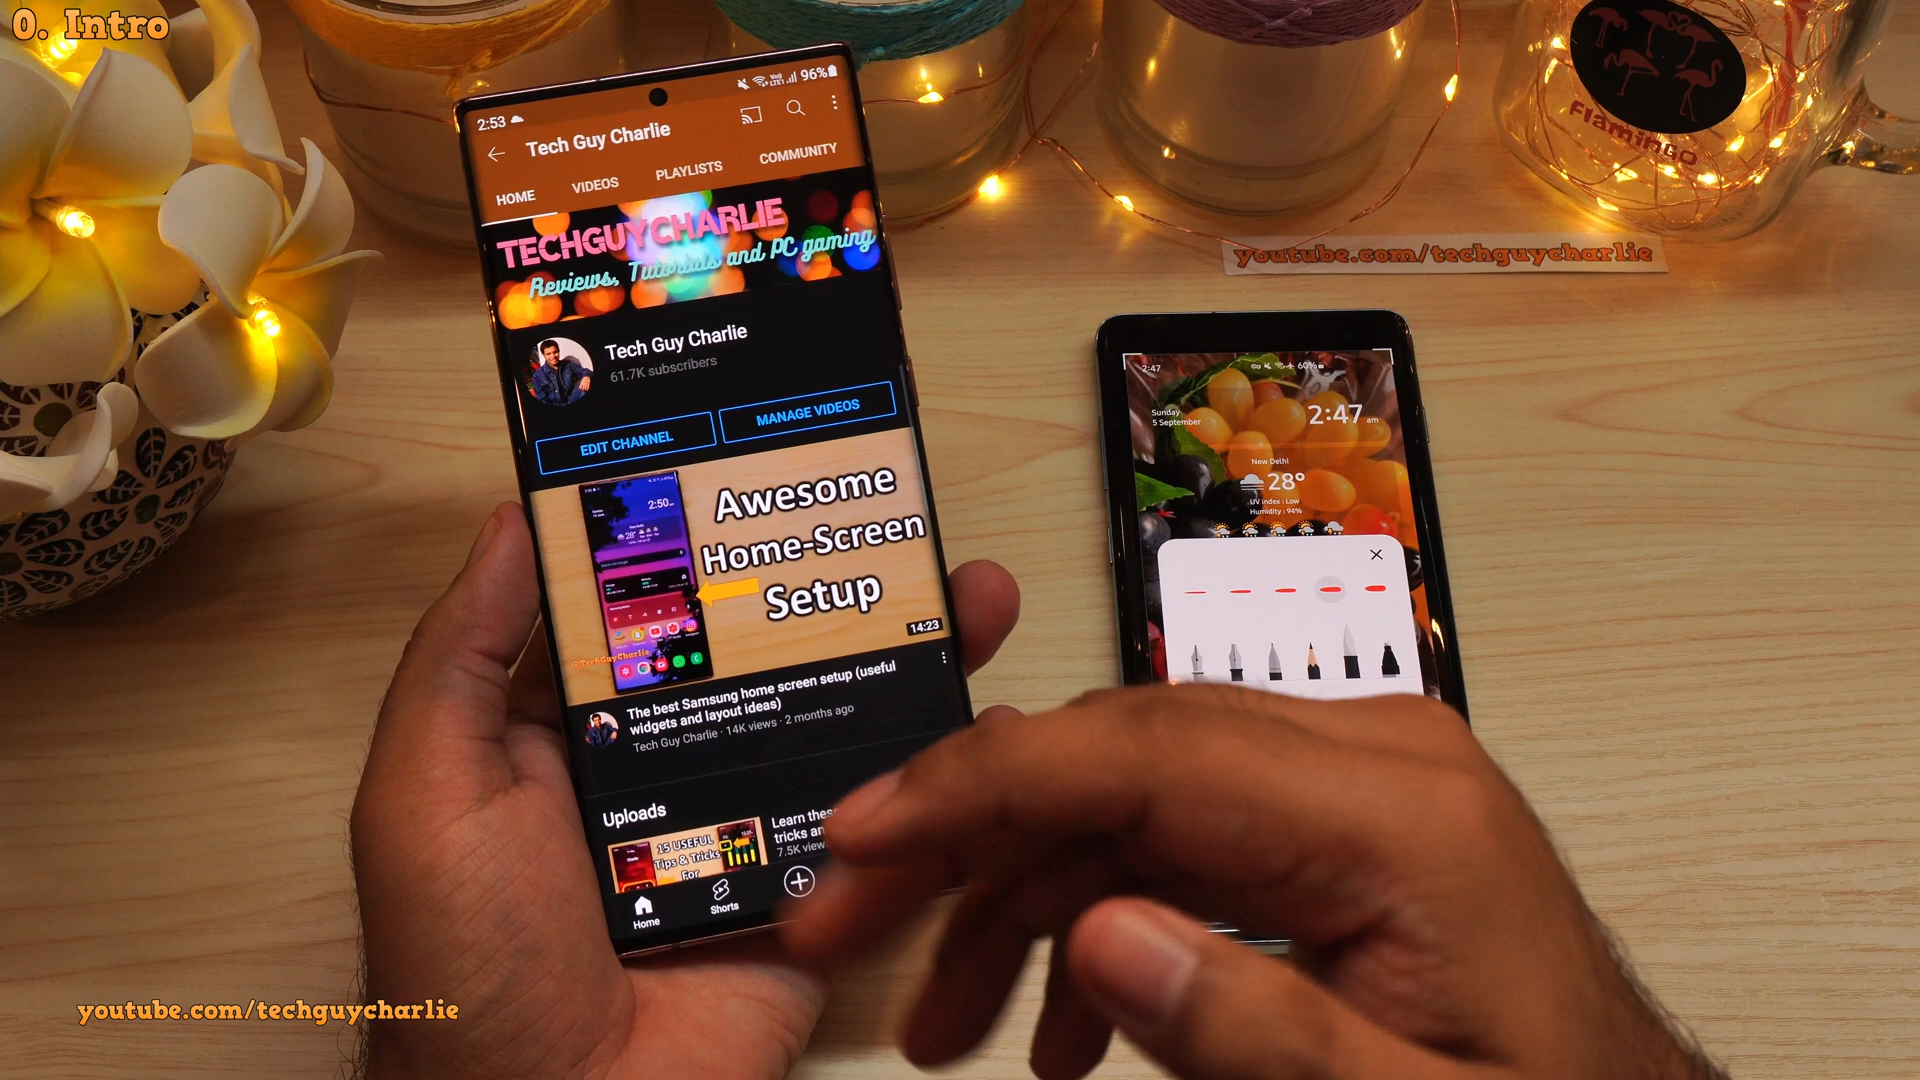 0. Intro
2:53
96%
Tech Guy Charlie
HOME
VIDEOS
PLAYLISTS
COMMUNITY
TECHGUYCHARLIE
Reviews, Tutorials and PC gaming
Tech Guy Charlie
61.7K subscribers
EDIT CHANNEL
MANAGE VIDEOS
Awesome
Home-Screen
Setup
2:50
28°
@TechGuyCharlie
14:23
The best Samsung home screen setup (useful
widgets and layout ideas)
Tech Guy Charlie · 14K views · 2 months ago
Uploads
15 USEFUL
Tips & Tricks
For
Learn these
tricks an
7.5K view
Home
Shorts
FlaminGO
youtube.com/techguycharlie
2:47
60%
Sunday
5 September
2:47 am
New Delhi
28°
UV index : Low
Humidity : 94%
youtube.com/techguycharlie